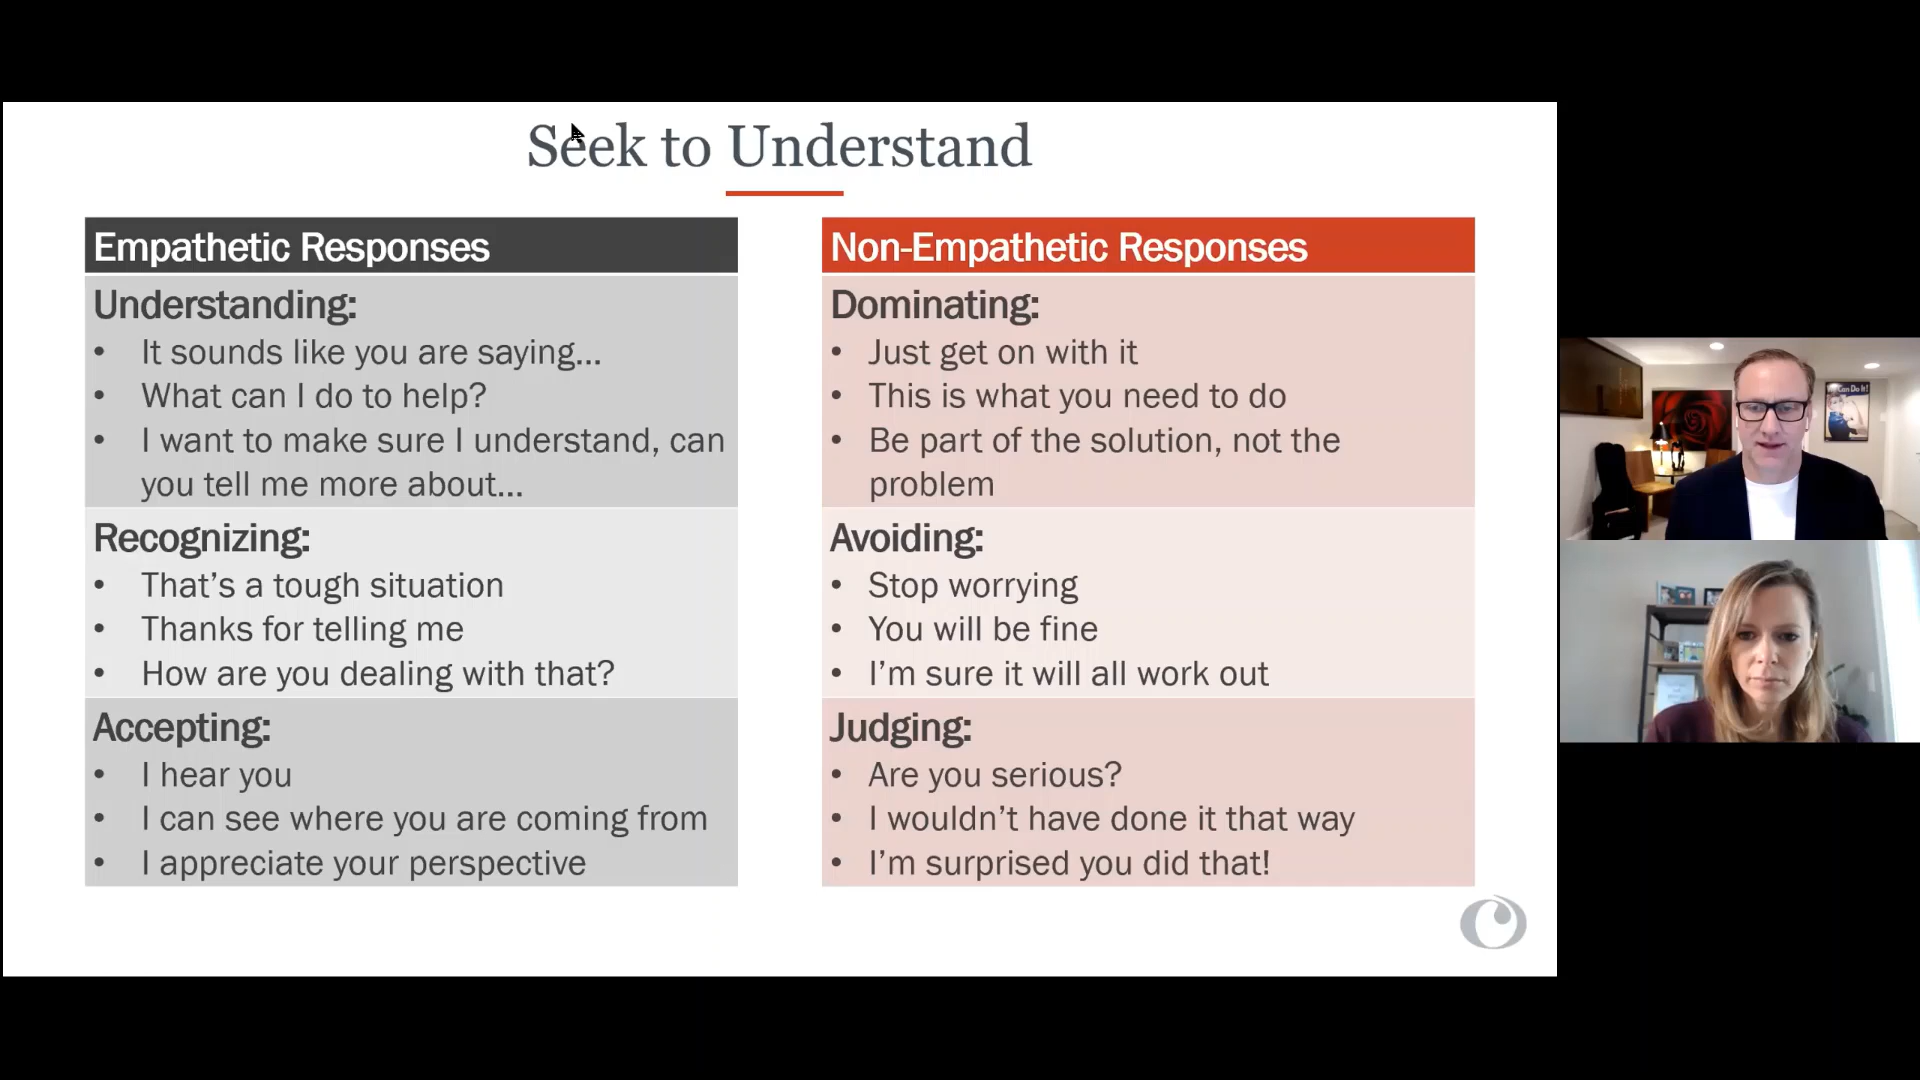 Seek to Understand
Empathetic Responses
Understanding:
• It sounds like you are saying...
• What can I do to help?
• I want to make sure I understand, can
you tell me more about...
Recognizing:
• That's a tough situation
• Thanks for telling me
• How are you dealing with that?
Accepting:
• I hear you
• I can see where you are coming from
• I appreciate your perspective
Non-Empathetic Responses
Dominating:
• Just get on with it
• This is what you need to do
• Be part of the solution, not the
problem
Avoiding:
• Stop worrying
• You will be fine
• I'm sure it will all work out
Judging:
• Are you serious?
• I wouldn't have done it that way
• I'm surprised you did that!
Can Do It!